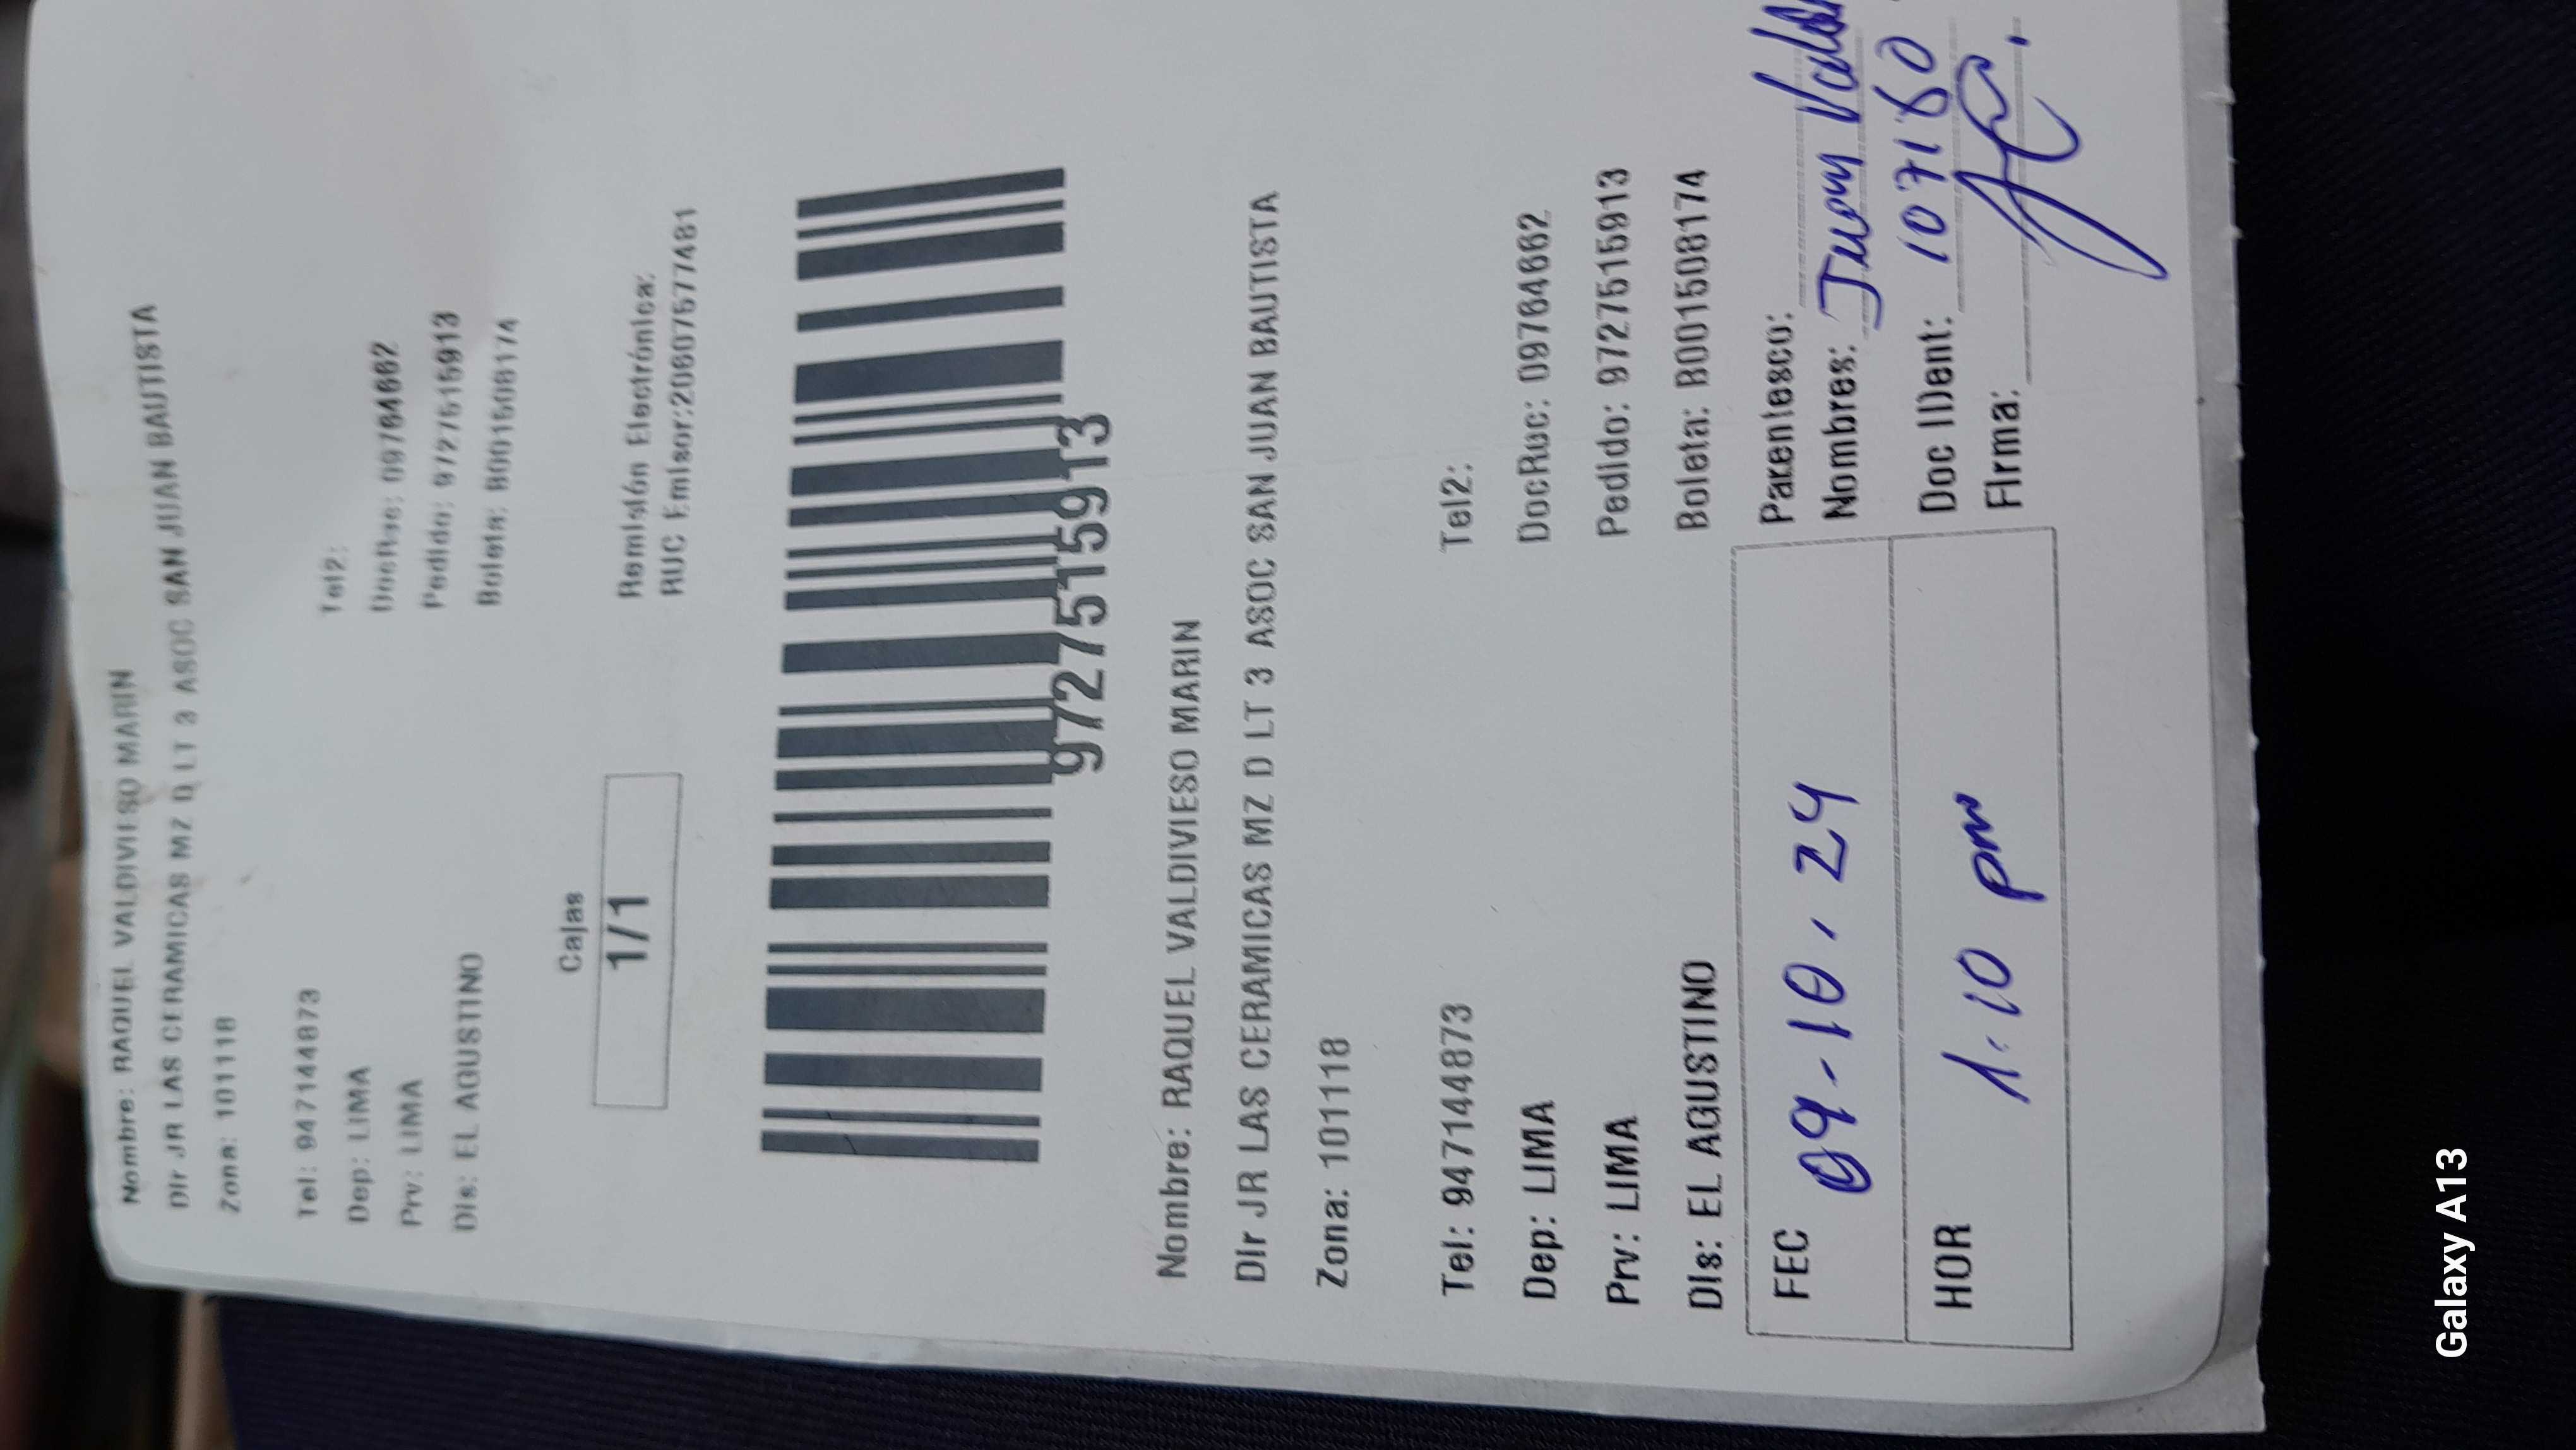 Nombre: RAQUEL VALDIVIESO MARIN
DIr JR LAS CERAMICAS MZ D LT 3 ASOC SAN JUAN BAUTISTA
Zona: 101118
Tel: 947144873 Tel2:
Dep: LIMA DocRuc: 09764662
Prv: LIMA Pedido: 9727515913
DIs: EL AGUSTINO Boleta: B001508174
Cajas
1/1
Remisión Electrónica:
RUC Emisor:20607577481
9727515913
Nombre: RAQUEL VALDIVIESO MARIN
DIr JR LAS CERAMICAS MZ D LT 3 ASOC SAN JUAN BAUTISTA
Zona: 101118
Tel: 947144873 Tel2:
Dep: LIMA DocRuc: 09764662
Prv: LIMA Pedido: 9727515913
DIs: EL AGUSTINO Boleta: B001508174
FEC 09-10.24 Parentesco:
Nombres: Juan
HOR 1:10 pm Doc IDent: 107180
Firma:
Galaxy A13